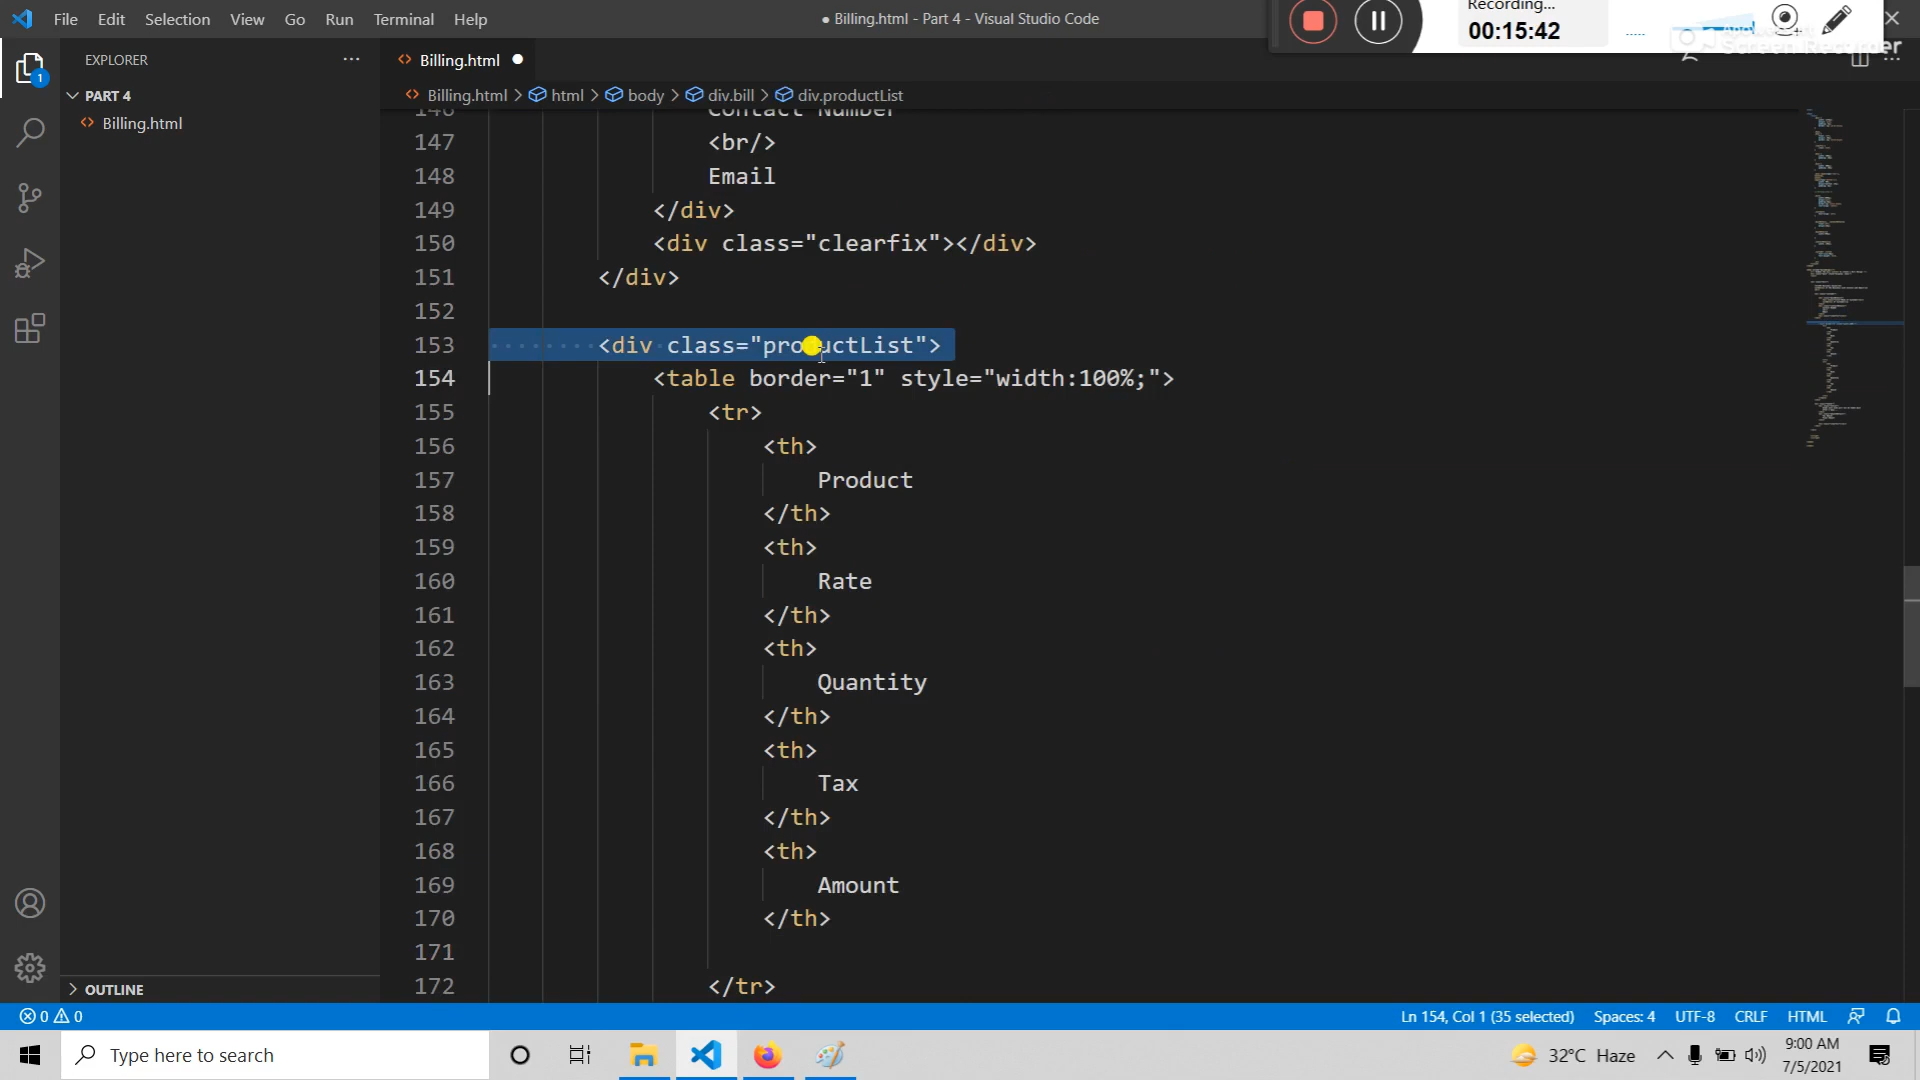 File Edit Selection View Go Run Terminal Help
● Billing.html - Part 4 - Visual Studio Code
Recording...
00:15:42
Screen Recorder
EXPLORER
PART 4
Billing.html
1
Billing.html
Billing.html > html > body > div.bill > div.productList
146 Contact Number
147 <br/>
148 Email
149 </div>
150 <div class="clearfix"></div>
151 </div>
152
153 <div class="productList">
154 <table border="1" style="width:100%;">
155 <tr>
156 <th>
157 Product
158 </th>
159 <th>
160 Rate
161 </th>
162 <th>
163 Quantity
164 </th>
165 <th>
166 Tax
167 </th>
168 <th>
169 Amount
170 </th>
171
172 </tr>
OUTLINE
0 0
Ln 154, Col 1 (35 selected) Spaces: 4 UTF-8 CRLF HTML
Type here to search
32°C Haze
9:00 AM
7/5/2021